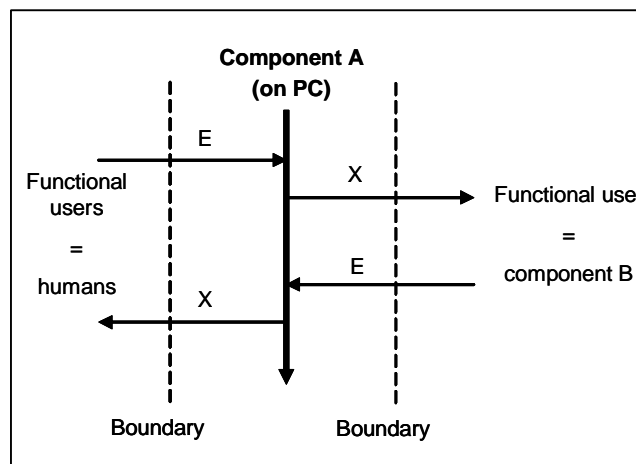 Component A
(on PC)
E
X
Functional
users
=
humans
Functional use
=
component B
E
X
Boundary
Boundary